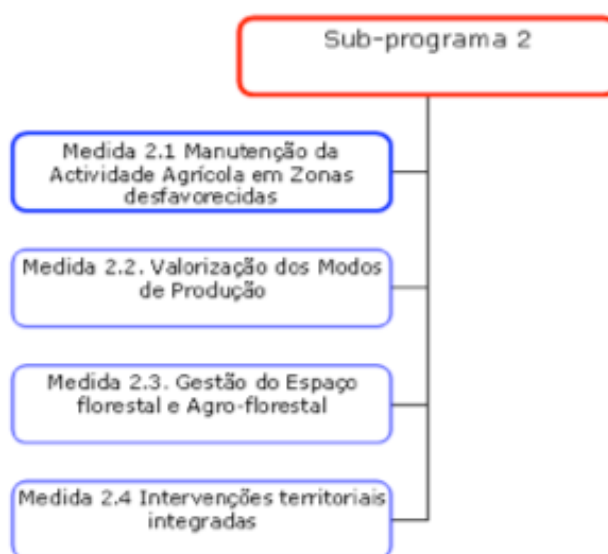 Sub-programa 2
Medida 2.1 Manutenção da
Actividade Agrícola em Zonas
desfavorecidas
Medida 2.2. Valorização dos Modos
de Produção
Medida 2.3. Gestão do Espaço
florestal e Agro-florestal
Medida 2.4 Intervenções territoriais
integradas